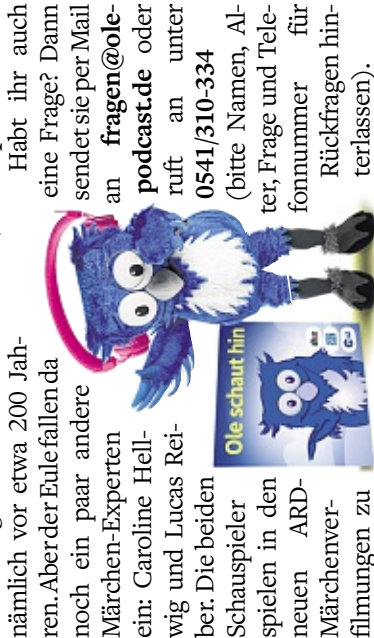 nämlich vor etwa 200 Jah-
ren. Aber der Eule fallen da
noch ein paar andere
Märchen-Experten
ein: Caroline Hell-
wig und Lucas Rei-
ber. Die beiden
Schauspieler
spielen in den
neuen ARD-
Märchenver-
filmungen zu
Ole schaut hin
Habt ihr auch
eine Frage? Dann
sendet sie per Mail
an fragen@ole-
podcast.de oder
ruft an unter
0541/310-334
(bitte Namen, Al-
ter, Frage und Tele-
fonnummer für
Rückfragen hin-
terlassen).